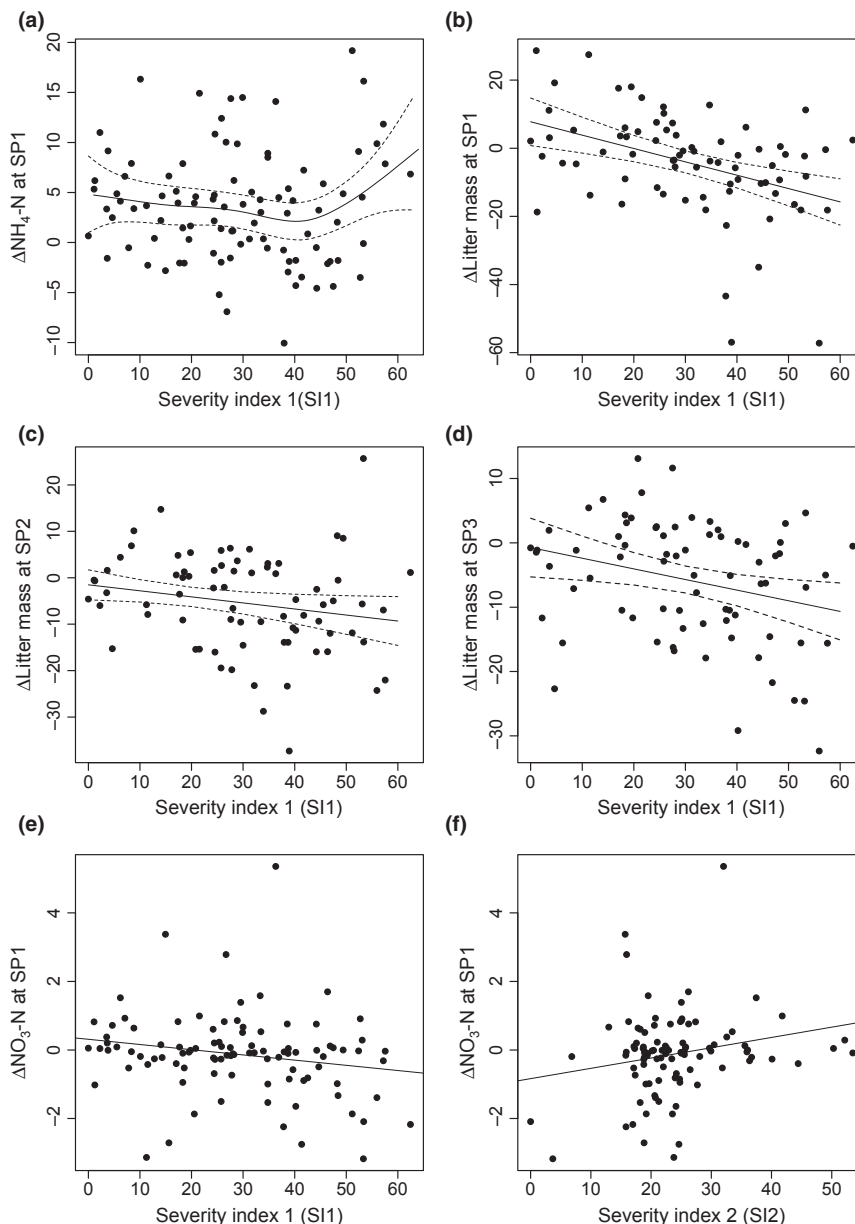 (a)
20
15
10
5
0
−5
−10
ΔNH4-N at SP1
0 10 20 30 40 50 60
Severity index 1(SI1)
(b)
20
0
−20
−40
−60
ΔLitter mass at SP1
0 10 20 30 40 50 60
Severity index 1 (SI1)
(c)
20
10
0
−10
−20
−30
ΔLitter mass at SP2
0 10 20 30 40 50 60
Severity index 1 (SI1)
(d)
10
0
−10
−20
−30
ΔLitter mass at SP3
0 10 20 30 40 50 60
Severity index 1 (SI1)
(e)
4
2
0
−2
ΔNO3-N at SP1
0 10 20 30 40 50 60
Severity index 1 (SI1)
(f)
4
2
0
−2
ΔNO3-N at SP1
0 10 20 30 40 50
Severity index 2 (SI2)